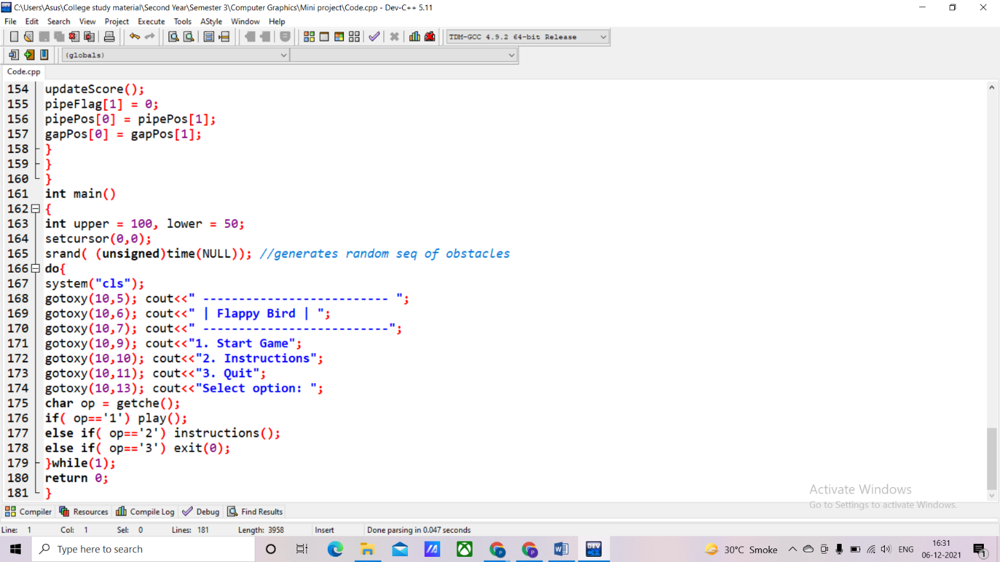 C:\Users\Asus\College study material\Second Year\Semester 3\Computer Graphics\Mini project\Code.cpp - Dev-C++ 5.11
File Edit Search View Project Execute Tools AStyle Window Help
TDM-GCC 4.9.2 64-bit Release
(globals)
Code.cpp
154 updateScore();
155 pipeFlag[1] = 0;
156 pipePos[0] = pipePos[1];
157 gapPos[0] = gapPos[1];
158 }
159 }
160 }
161 int main()
162 {
163 int upper = 100, lower = 50;
164 setcursor(0,0);
165 srand( (unsigned)time(NULL)); //generates random seq of obstacles
166 do{
167 system("cls");
168 gotoxy(10,5); cout<<" -------------------------- ";
169 gotoxy(10,6); cout<<" | Flappy Bird | ";
170 gotoxy(10,7); cout<<" --------------------------";
171 gotoxy(10,9); cout<<"1. Start Game";
172 gotoxy(10,10); cout<<"2. Instructions";
173 gotoxy(10,11); cout<<"3. Quit";
174 gotoxy(10,13); cout<<"Select option: ";
175 char op = getche();
176 if( op=='1') play();
177 else if( op=='2') instructions();
178 else if( op=='3') exit(0);
179 }while(1);
180 return 0;
181 }
Activate Windows
Go to Settings to activate Windows.
Compiler Resources Compile Log Debug Find Results
Line: 1 Col: 1 Sel: 0 Lines: 181 Length: 3958 Insert Done parsing in 0.047 seconds
Type here to search
DEV
30°C Smoke
ENG
16:31
06-12-2021
1